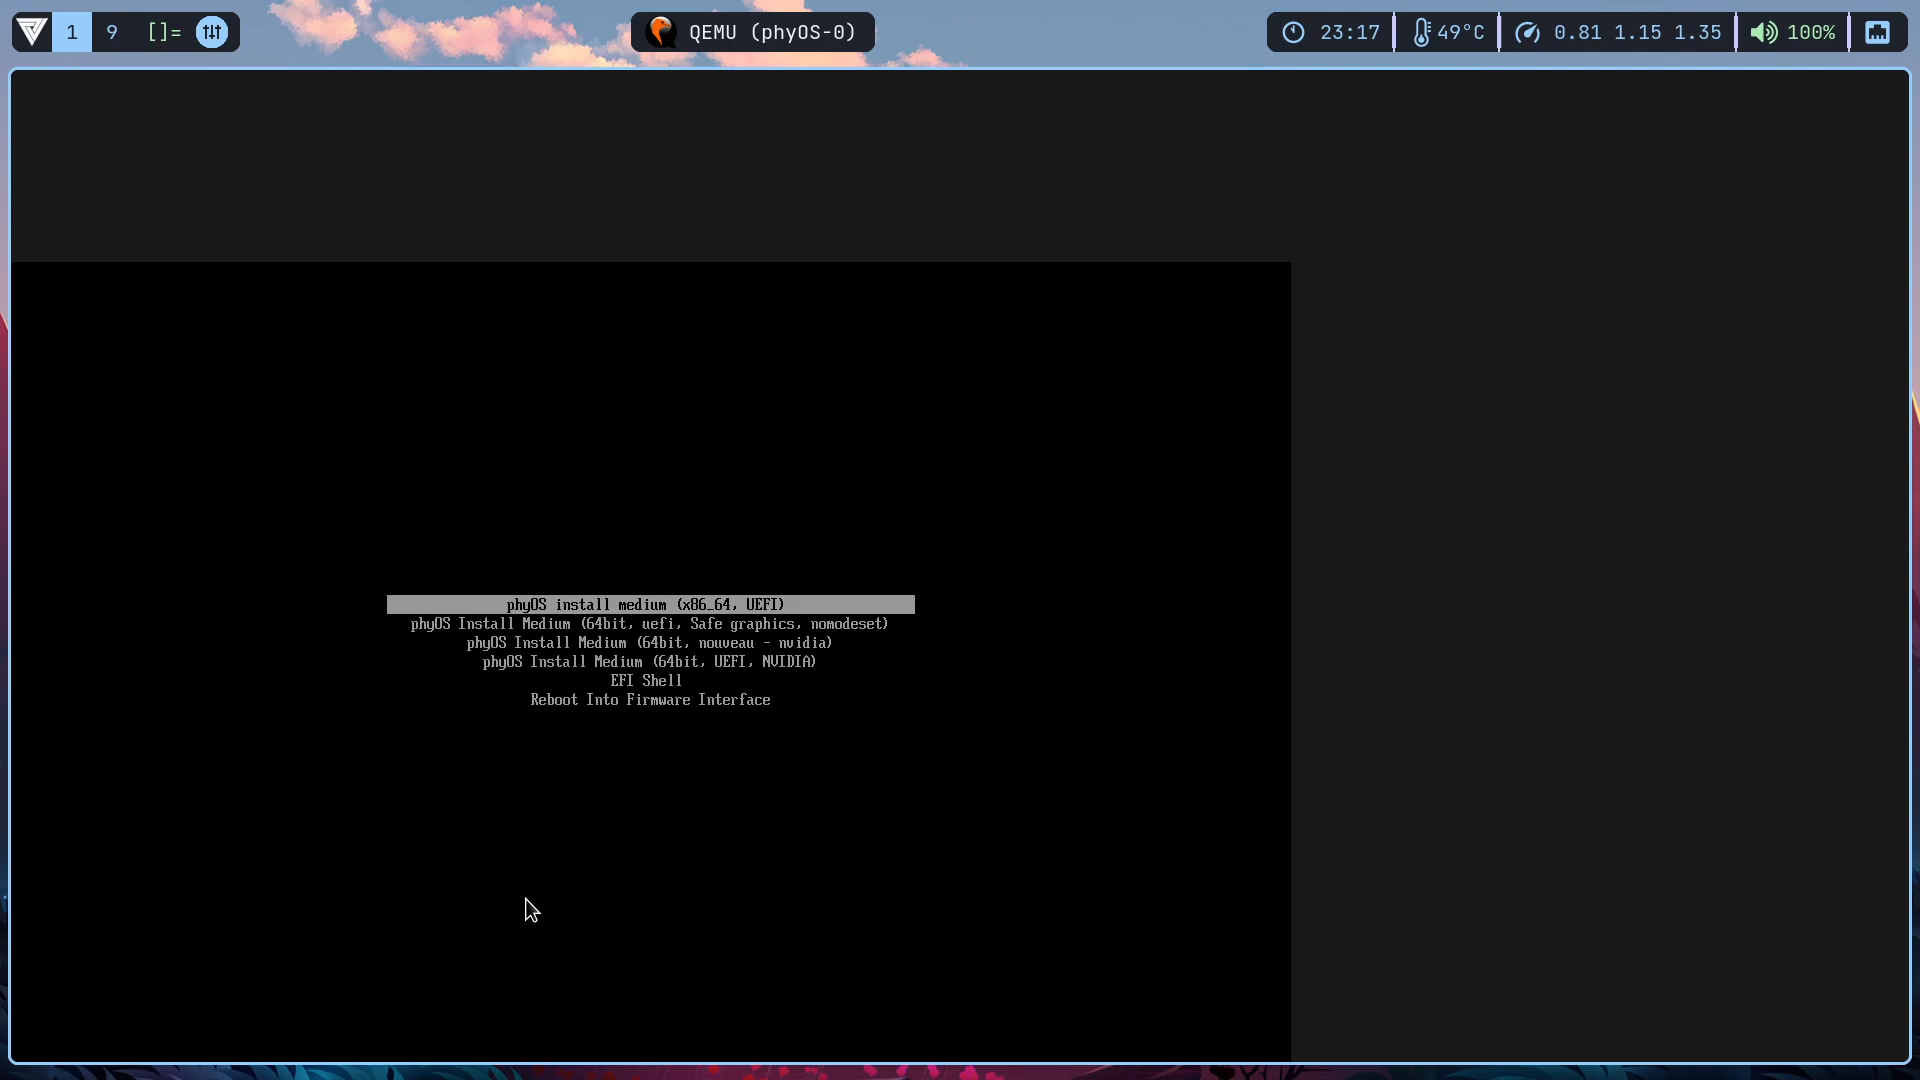 1 9 []= QEMU (phyOS-0) 23:17 49°C 0.81 1.15 1.35 100%
phyOS install medium (x86_64, UEFI)
phyOS Install Medium (64bit, uefi, Safe graphics, nomodeset)
phyOS Install Medium (64bit, nouveau - nvidia)
phyOS Install Medium (64bit, UEFI, NVIDIA)
EFI Shell
Reboot Into Firmware Interface